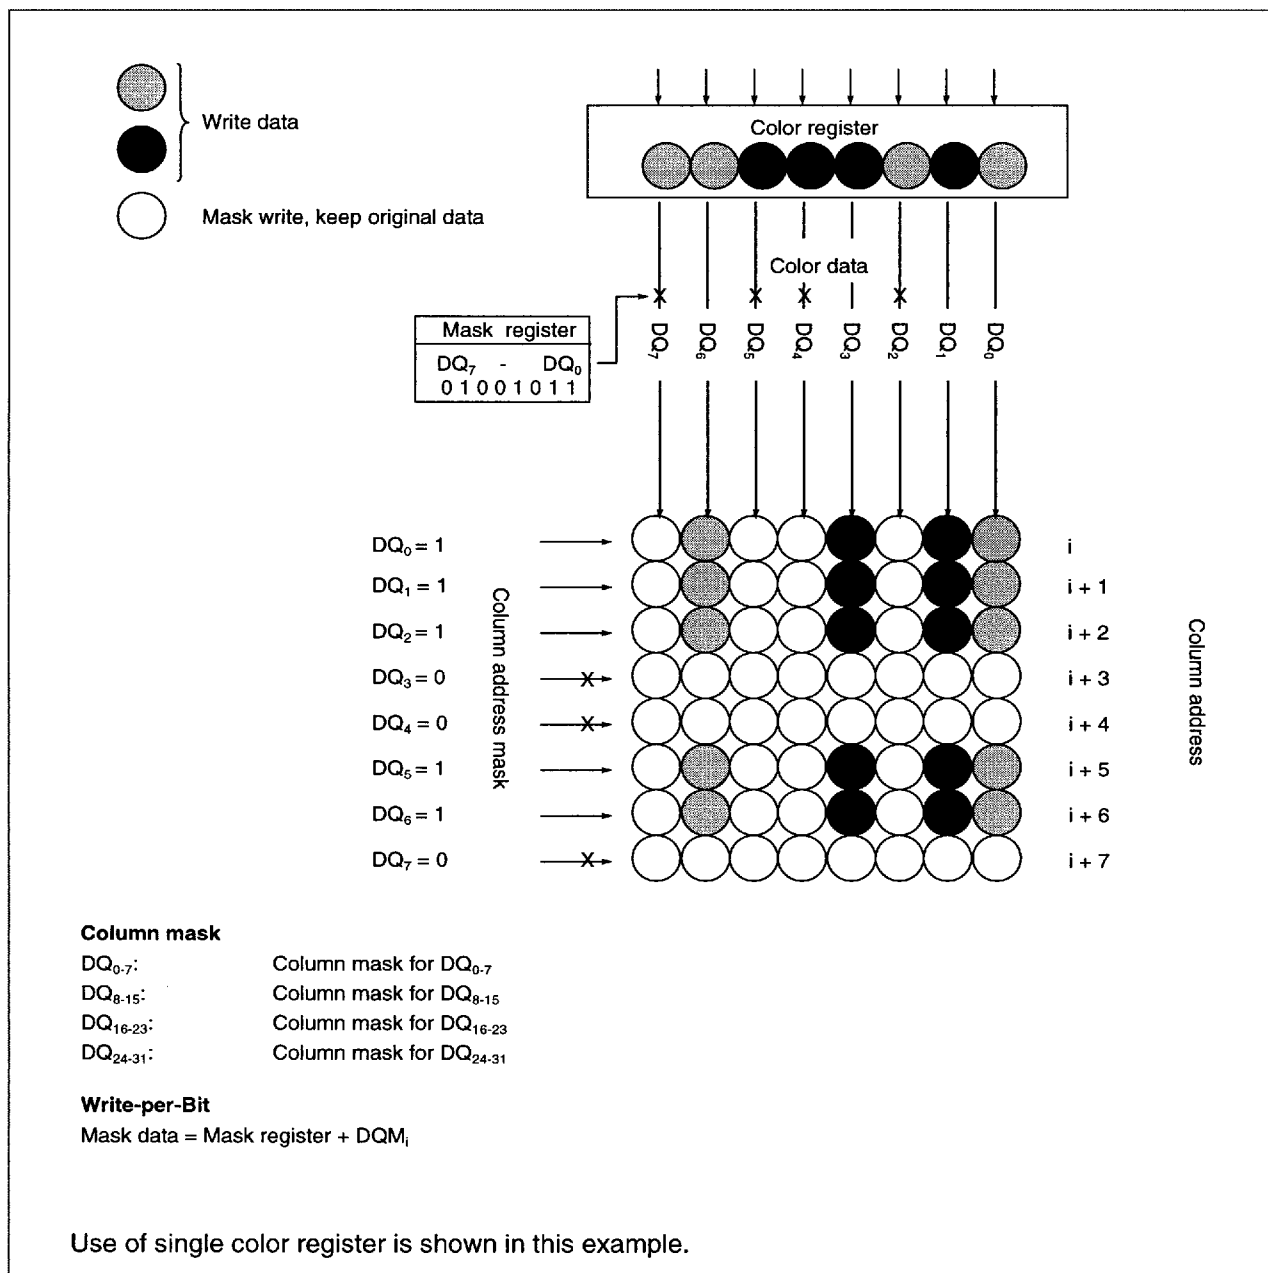 Write data
Mask write, keep original data
Color register
Color data
X X X X
DQ₇ DQ₆ DQ₅ DQ₄ DQ₃ DQ₂ DQ₁ DQ₀
Mask register
DQ₇ - DQ₀
0 1 0 0 1 0 1 1
DQ₀ = 1 i
DQ₁ = 1 i + 1
DQ₂ = 1 i + 2
DQ₃ = 0 X i + 3
DQ₄ = 0 X i + 4
DQ₅ = 1 i + 5
DQ₆ = 1 i + 6
DQ₇ = 0 X i + 7
Column address mask
Column address
Column mask
DQ₀₋₇: Column mask for DQ₀₋₇
DQ₈₋₁₅: Column mask for DQ₈₋₁₅
DQ₁₆₋₂₃: Column mask for DQ₁₆₋₂₃
DQ₂₄₋₃₁: Column mask for DQ₂₄₋₃₁
Write-per-Bit
Mask data = Mask register + DQMᵢ
Use of single color register is shown in this example.